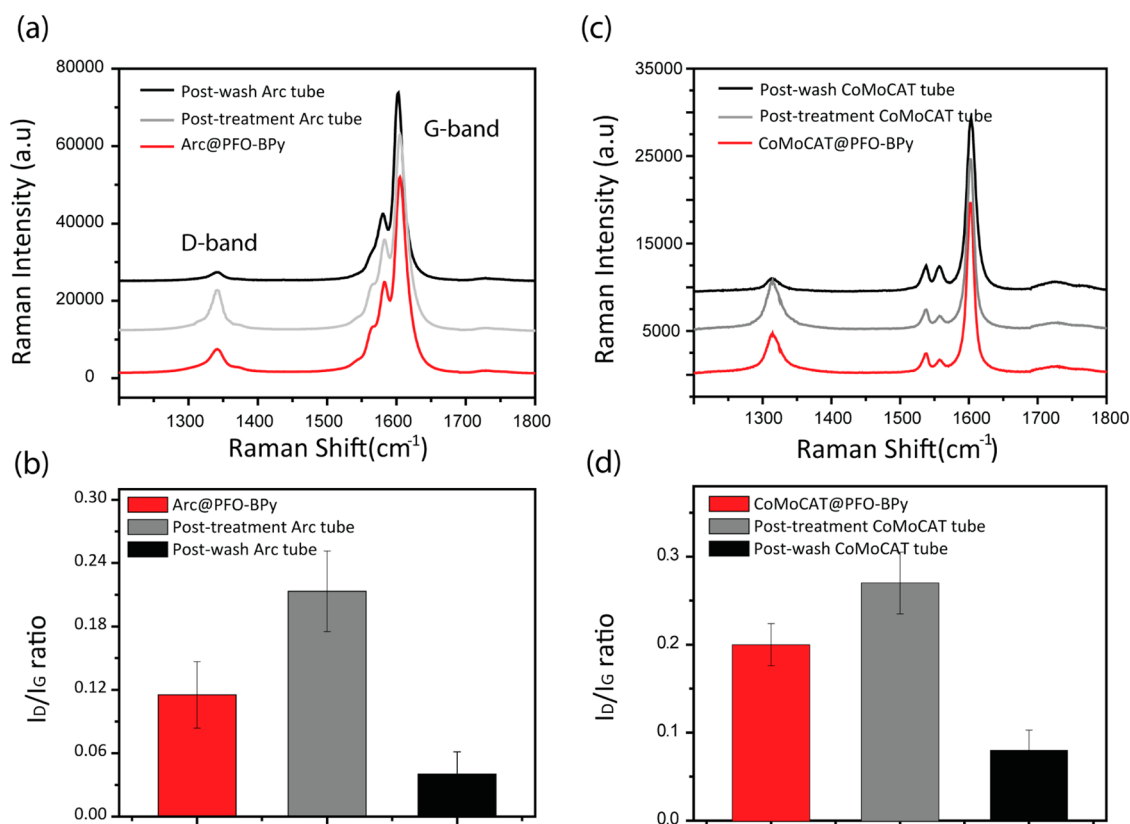 (a)
80000
60000
40000
20000
0
Raman Intensity (a.u)
Post-wash Arc tube
Post-treatment Arc tube
Arc@PFO-BPy
G-band
D-band
1300 1400 1500 1600 1700 1800
Raman Shift(cm-1)
(c)
35000
25000
15000
5000
Raman Intensity (a.u)
Post-wash CoMoCAT tube
Post-treatment CoMoCAT tube
CoMoCAT@PFO-BPy
1300 1400 1500 1600 1700 1800
Raman Shift(cm-1)
(b)
0.30
0.24
0.18
0.12
0.06
0.00
ID/IG ratio
Arc@PFO-BPy
Post-treatment Arc tube
Post-wash Arc tube
(d)
0.3
0.2
0.1
0.0
ID/IG ratio
CoMoCAT@PFO-BPy
Post-treatment CoMoCAT tube
Post-wash CoMoCAT tube